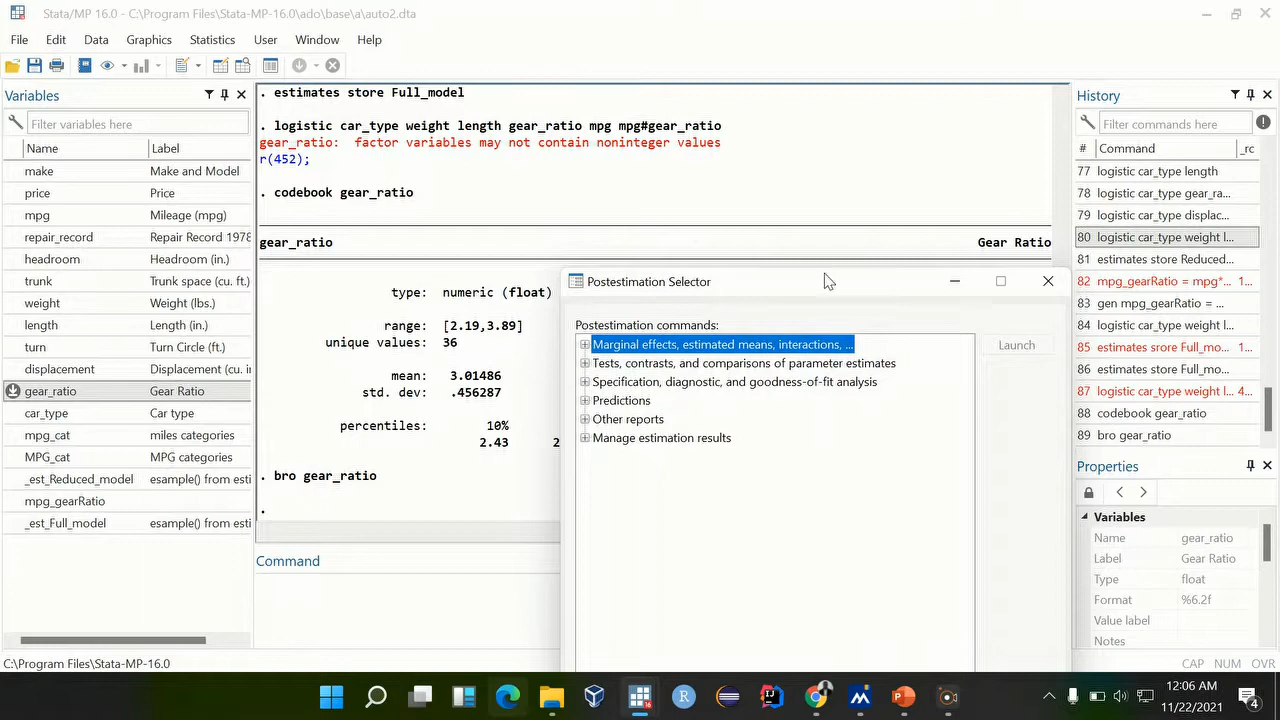 Stata/MP 16.0 - C:\Program Files\Stata-MP-16.0\ado\base\a\auto2.dta
File Edit Data Graphics Statistics User Window Help
Variables
Filter variables here
Name Label
make Make and Model
price Price
mpg Mileage (mpg)
repair_record Repair Record 1978
headroom Headroom (in.)
trunk Trunk space (cu. ft.)
weight Weight (lbs.)
length Length (in.)
turn Turn Circle (ft.)
displacement Displacement (cu. in
gear_ratio Gear Ratio
car_type Car type
mpg_cat miles categories
MPG_cat MPG categories
_est_Reduced_model esample() from esti
mpg_gearRatio
_est_Full_model esample() from esti
. estimates store Full_model
. logistic car_type weight length gear_ratio mpg mpg#gear_ratio
gear_ratio: factor variables may not contain noninteger values
r(452);
. codebook gear_ratio
gear_ratio Gear Ratio
type: numeric (float)
range: [2.19,3.89]
unique values: 36
mean: 3.01486
std. dev: .456287
percentiles: 10%
2.43 2
. bro gear_ratio
.
Command
Postestimation Selector
Postestimation commands:
Marginal effects, estimated means, interactions, ...
Tests, contrasts, and comparisons of parameter estimates
Specification, diagnostic, and goodness-of-fit analysis
Predictions
Other reports
Manage estimation results
Launch
History
Filter commands here
# Command _rc
77 logistic car_type length
78 logistic car_type gear_ra...
79 logistic car_type displac...
80 logistic car_type weight l...
81 estimates store Reduced...
82 mpg_gearRatio = mpg*... 1...
83 gen mpg_gearRatio = ...
84 logistic car_type weight l...
85 estimates srore Full_mo... 1...
86 estimates store Full_mo...
87 logistic car_type weight l... 4...
88 codebook gear_ratio
89 bro gear_ratio
Properties
Variables
Name gear_ratio
Label Gear Ratio
Type float
Format %6.2f
Value label
Notes
C:\Program Files\Stata-MP-16.0
CAP NUM OVR
16
R
12:06 AM
11/22/2021
4